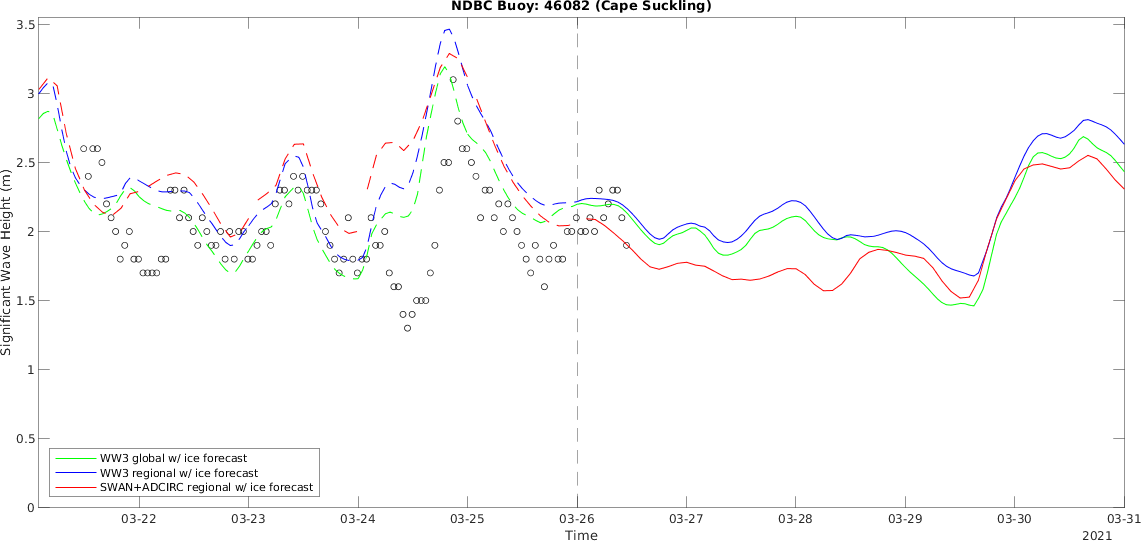 NDBC Buoy: 46082 (Cape Suckling)
3.5
3
2.5
2
1.5
1
0.5
0
Significant Wave Height (m)
WW3 global w/ ice forecast
WW3 regional w/ ice forecast
SWAN+ADCIRC regional w/ ice forecast
03-22 03-23 03-24 03-25 03-26 03-27 03-28 03-29 03-30 03-31
Time
2021